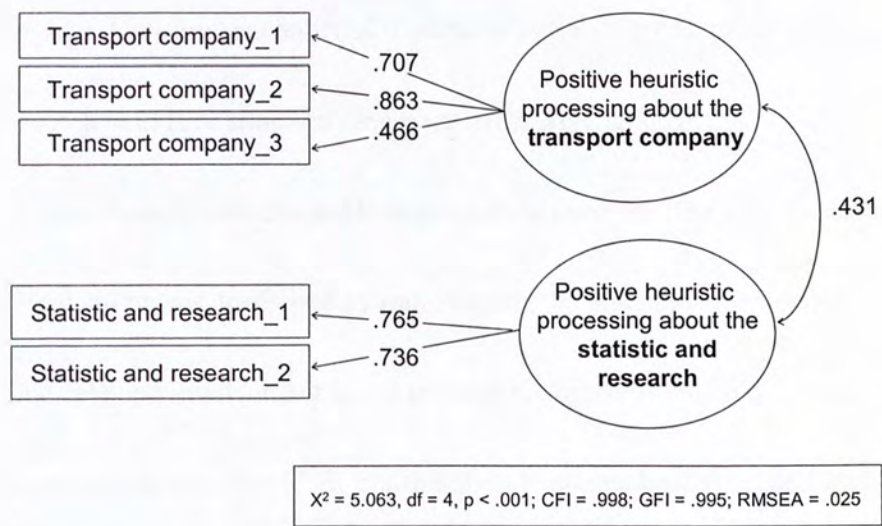 Transport company_1
Transport company_2
Transport company_3
.707
.863
.466
Positive heuristic
processing about the
transport company
.431
Statistic and research_1
Statistic and research_2
.765
.736
Positive heuristic
processing about the
statistic and
research
X² = 5.063, df = 4, p < .001; CFI = .998; GFI = .995; RMSEA = .025